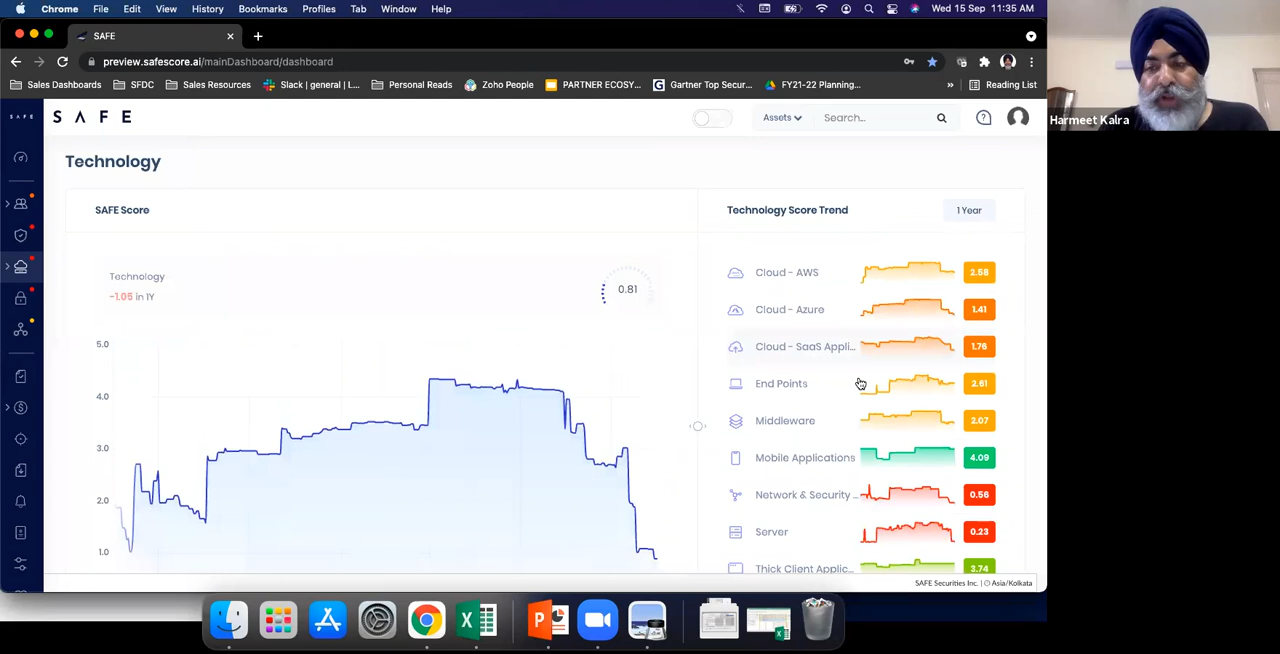 Chrome File Edit View History Bookmarks Profiles Tab Window Help Wed 15 Sep 11:35 AM
SAFE
preview.safescore.ai/mainDashboard/dashboard
Sales Dashboards SFDC Sales Resources Slack | general | L... Personal Reads Zoho People PARTNER ECOSY... Gartner Top Secur... FY21-22 Planning... » Reading List
Harmeet Kalra
SAFE
SAFE Assets Search...
Technology
SAFE Score
Technology
-1.05 in 1Y
0.81
5.0
4.0
3.0
2.0
1.0
Technology Score Trend 1 Year
Cloud - AWS 2.58
Cloud - Azure 1.41
Cloud - SaaS Appli... 1.76
End Points 2.61
Middleware 2.07
Mobile Applications 4.09
Network & Security ... 0.56
Server 0.23
Thick Client Applic... 3.74
SAFE Securities Inc. | Asia/Kolkata